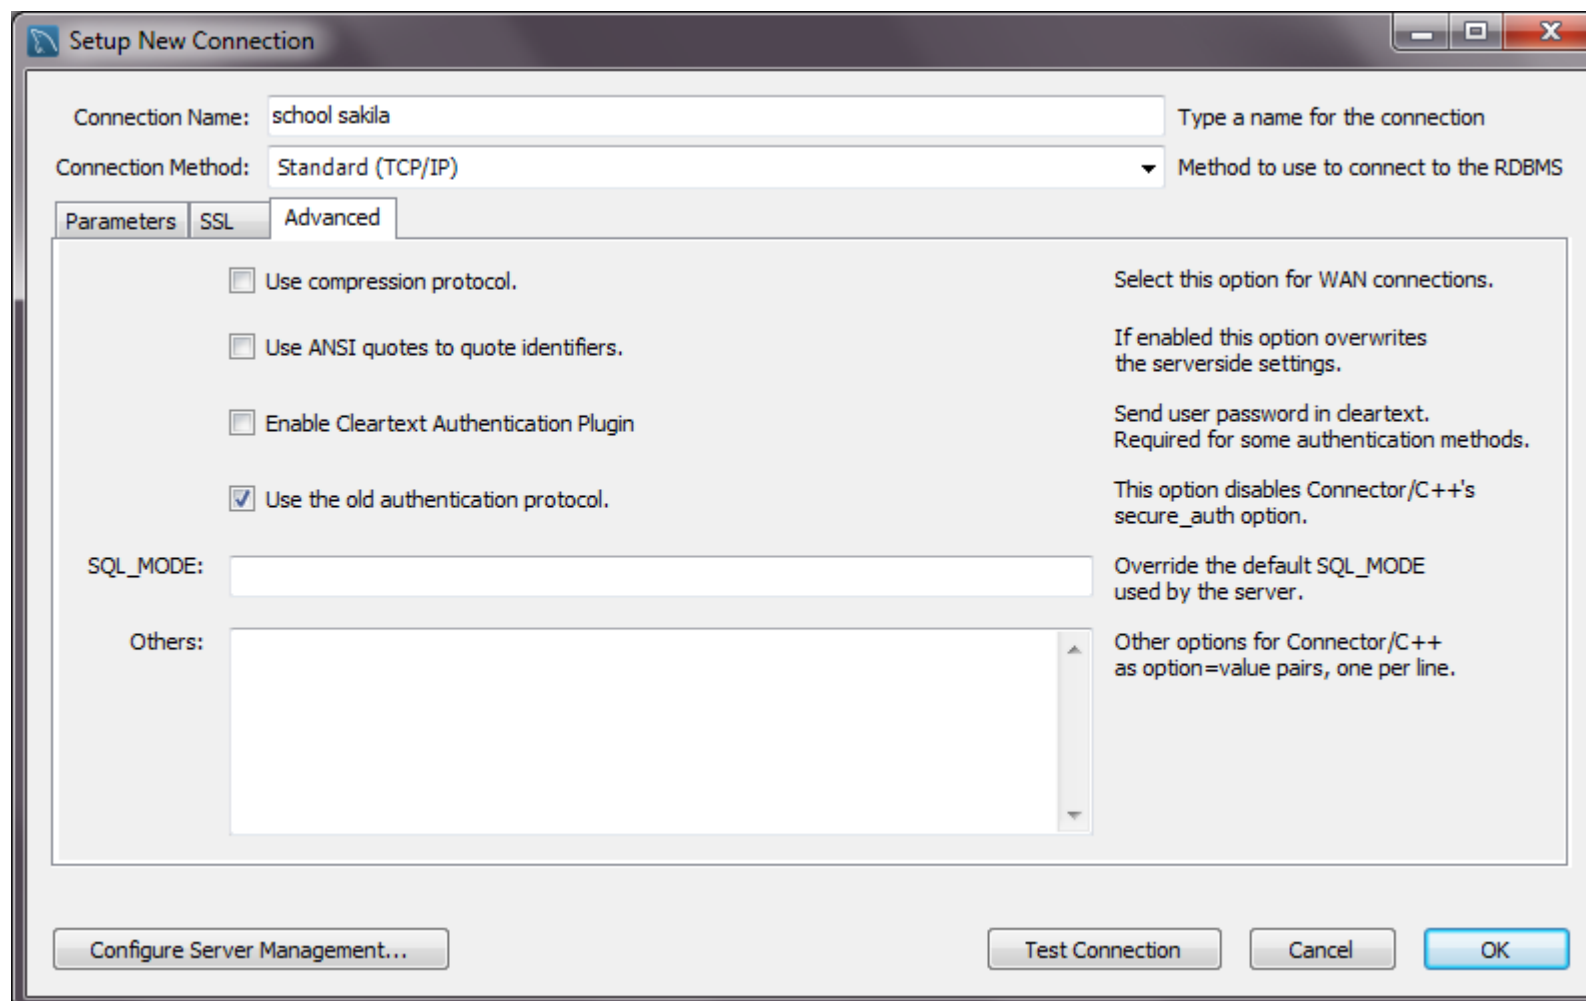 Setup New Connection
Connection Name: school sakila Type a name for the connection
Connection Method: Standard (TCP/IP) Method to use to connect to the RDBMS
Parameters SSL Advanced
Use compression protocol. Select this option for WAN connections.
Use ANSI quotes to quote identifiers. If enabled this option overwrites
the serverside settings.
Enable Cleartext Authentication Plugin Send user password in cleartext.
Required for some authentication methods.
Use the old authentication protocol. This option disables Connector/C++'s
secure_auth option.
SQL_MODE: Override the default SQL_MODE
used by the server.
Others: Other options for Connector/C++
as option=value pairs, one per line.
Configure Server Management... Test Connection Cancel OK